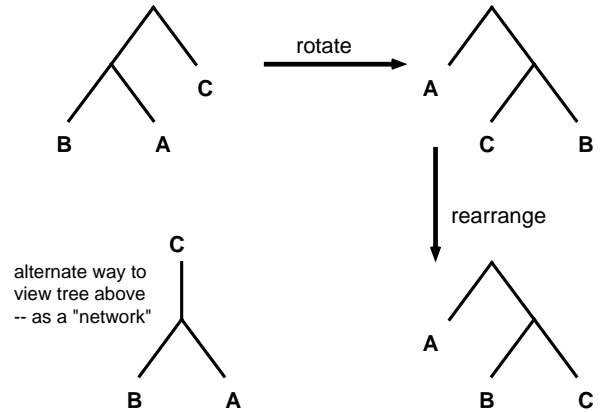 rotate
C
A
B
A
C
B
rearrange
C
alternate way to
view tree above
-- as a "network"
A
B
A
B
C